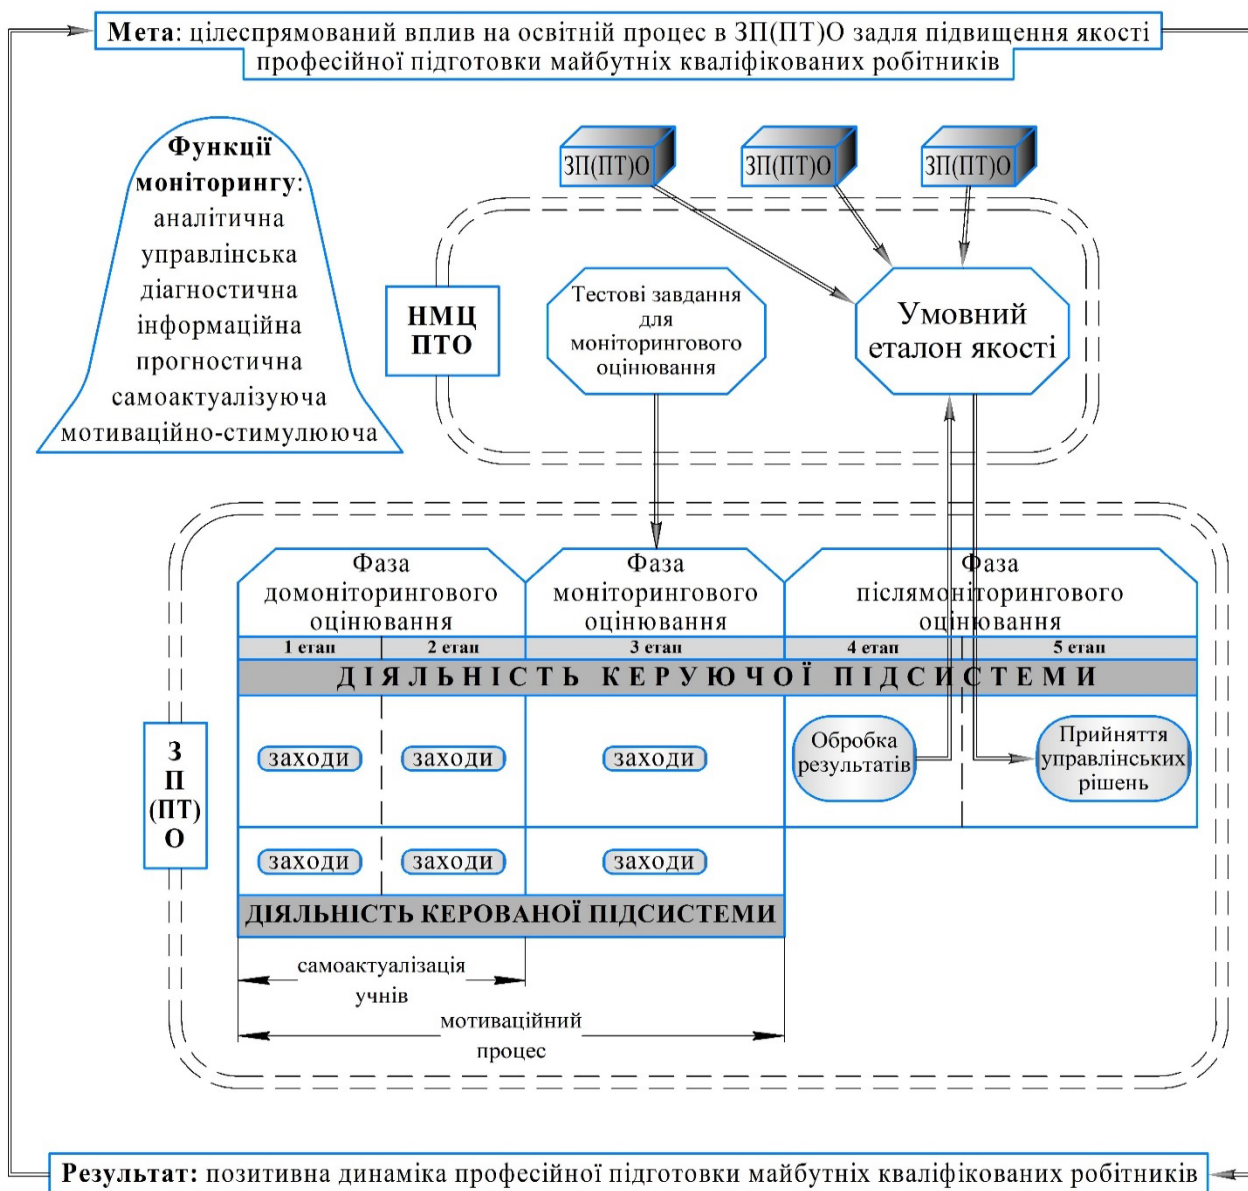 Мета: цілеспрямований вплив на освітній процес в ЗП(ПТ)О задля підвищення якості
професійної підготовки майбутніх кваліфікованих робітників
Функції
моніторингу:
аналітична
управлінська
діагностична
інформаційна
прогностична
самоактуалізуюча
мотиваційно-стимулююча
ЗП(ПТ)О
ЗП(ПТ)О
ЗП(ПТ)О
НМЦ
ПТО
Тестові завдання
для
моніторингового
оцінювання
Умовний
еталон якості
Фаза
домоніторингового
оцінювання
Фаза
моніторингового
оцінювання
Фаза
післямоніторингового
оцінювання
1 етап
2 етап
3 етап
4 етап
5 етап
ДІЯЛЬНІСТЬ КЕРУЮЧОЇ ПІДСИСТЕМИ
З
П
(ПТ)
О
заходи
заходи
заходи
Обробка
результатів
Прийняття
управлінських
рішень
заходи
заходи
заходи
ДІЯЛЬНІСТЬ КЕРОВАНОЇ ПІДСИСТЕМИ
самоактуалізація
учнів
мотиваційний
процес
Результат: позитивна динаміка професійної підготовки майбутніх кваліфікованих робітників